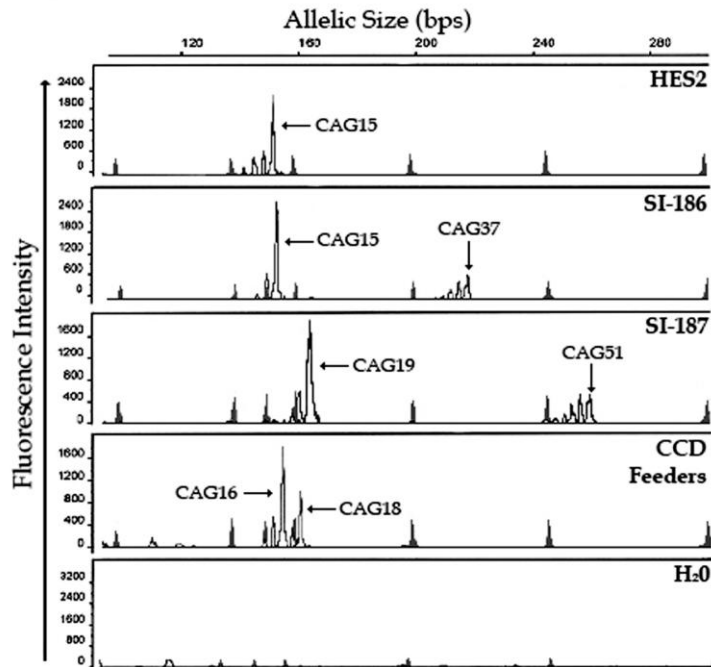 Allelic Size (bps)
120 160 200 240 280
Fluorescence Intensity
2400
1800
1200
600
0
HES2
CAG15
2400
1800
1200
600
0
SI-186
CAG15
CAG37
1600
1200
800
400
0
SI-187
CAG19
CAG51
1600
1200
800
400
0
CCD
Feeders
CAG16
CAG18
3200
2400
1600
800
0
H₂0